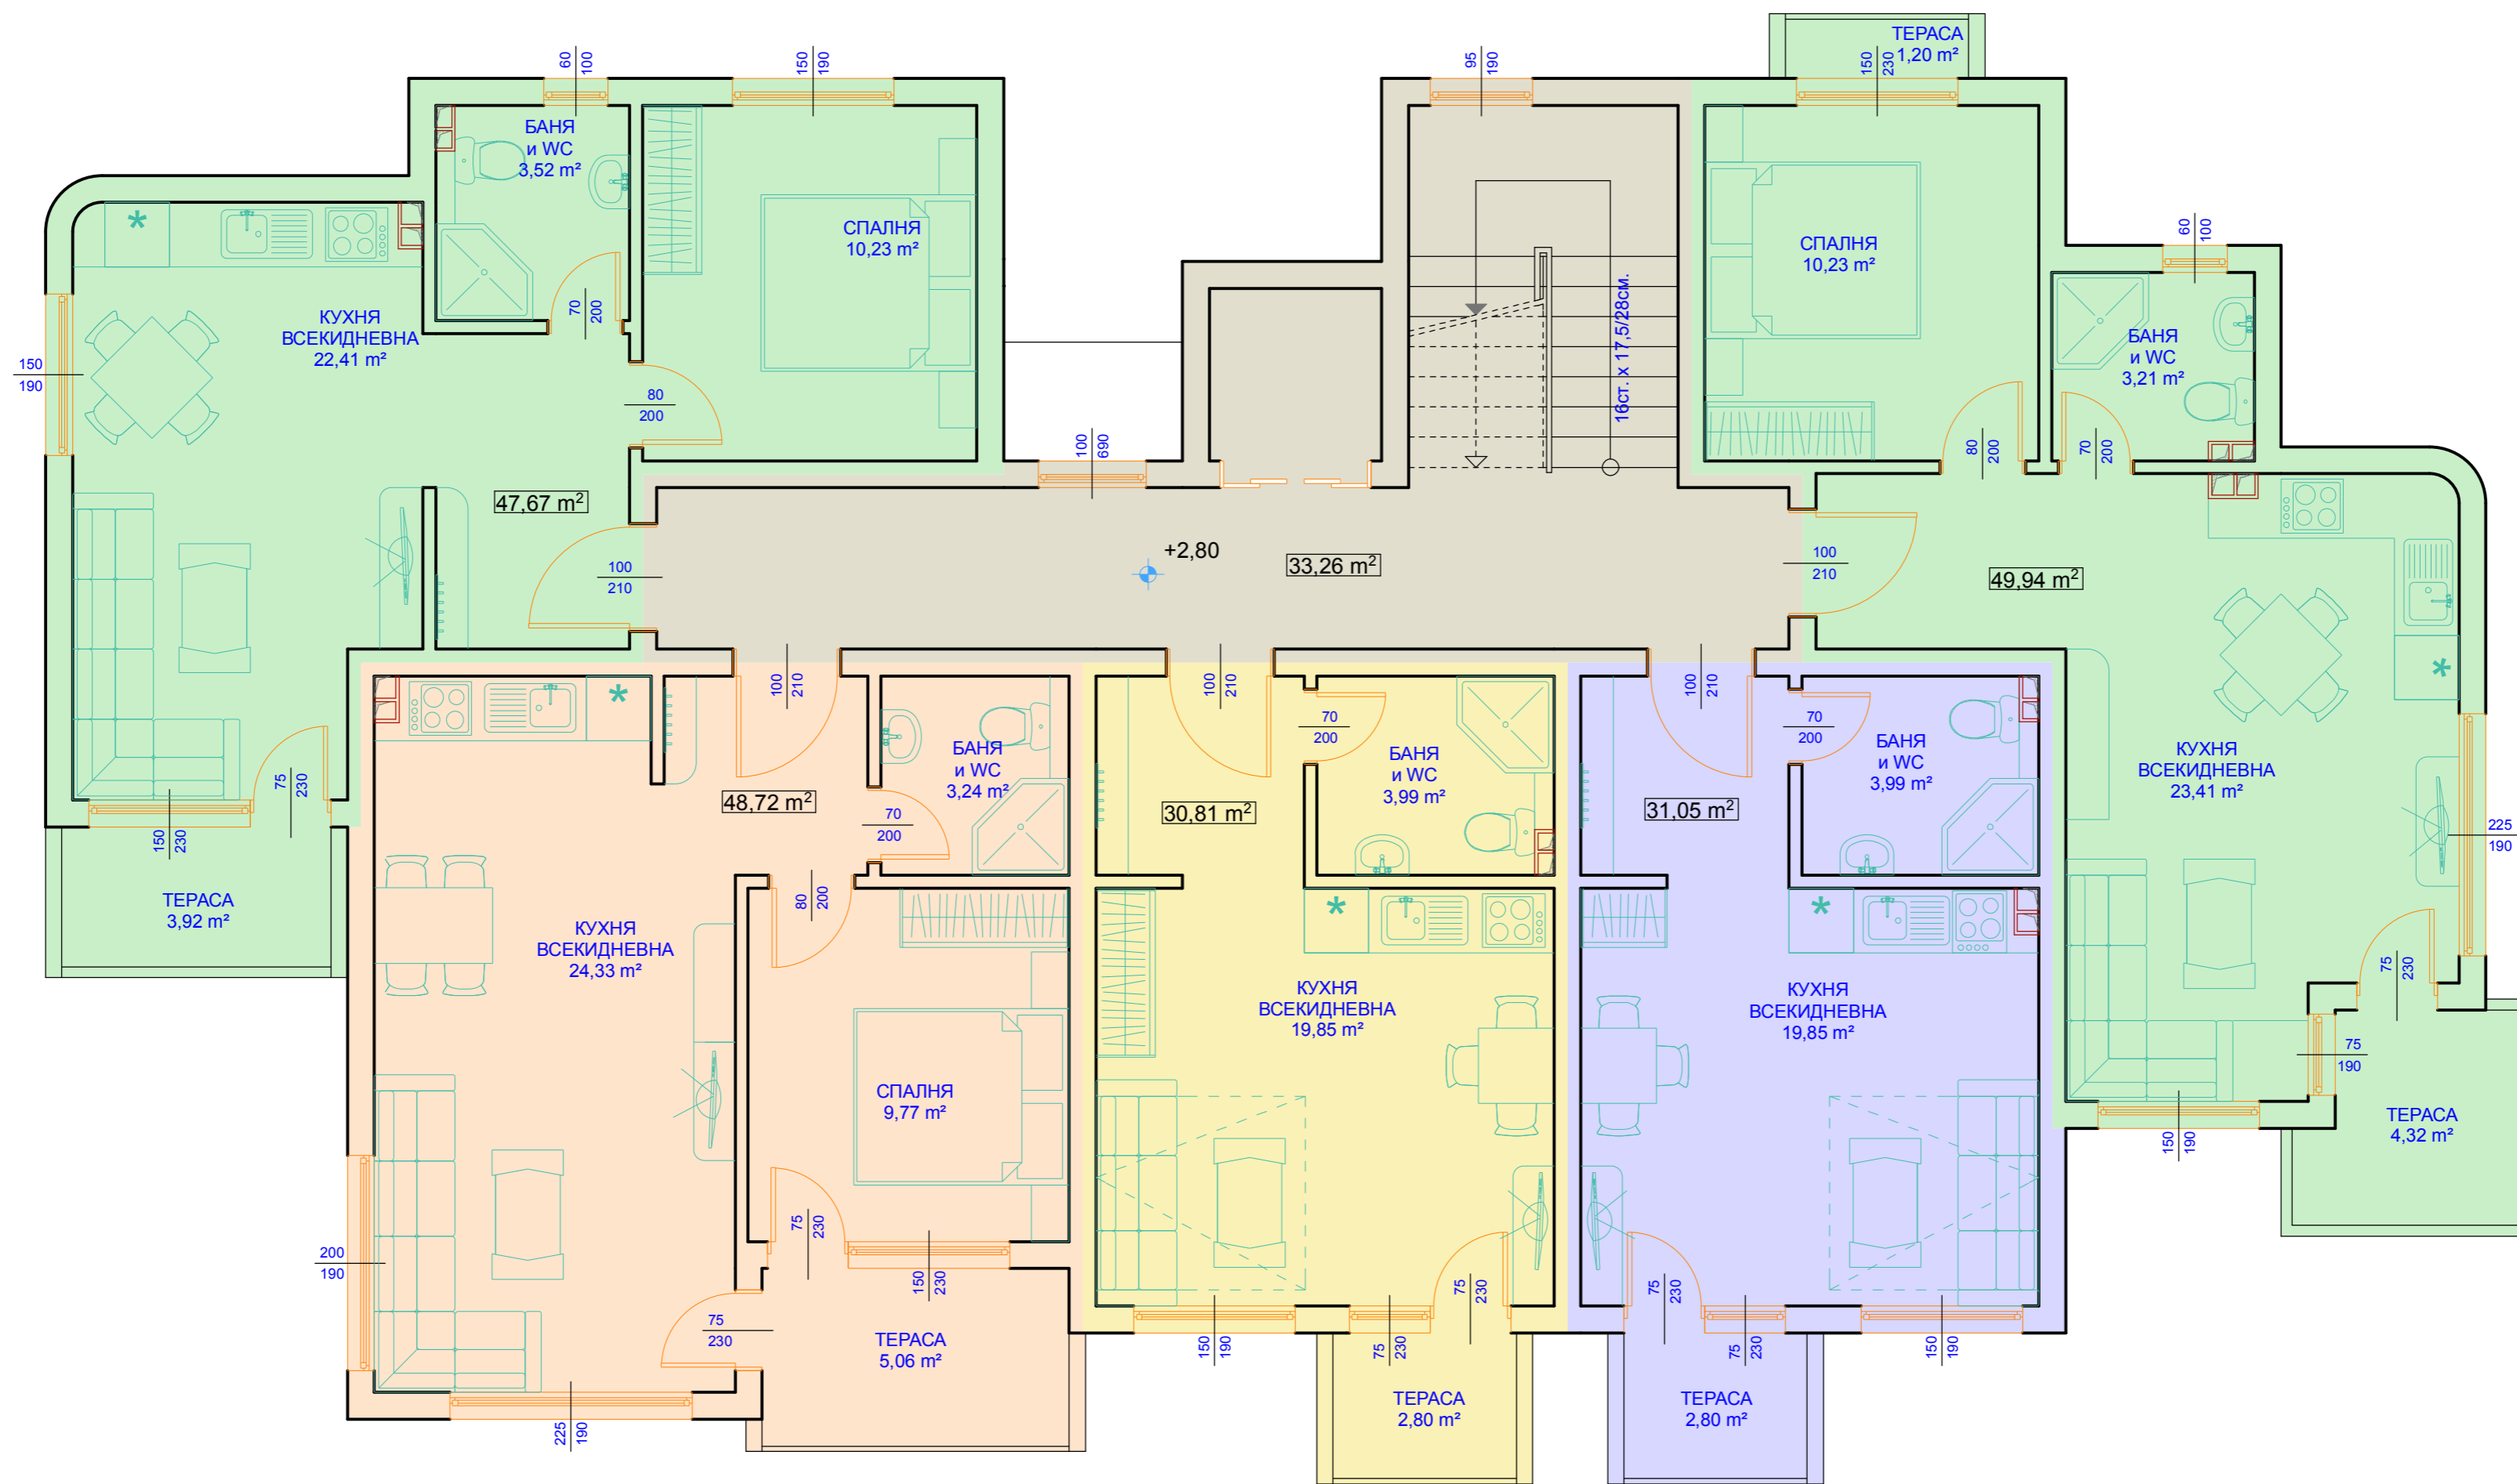 60
100
150
190
95
190
ТЕРАСА
1,20 m²
150
230
БАНЯ
и WC
3,52 m²
СПАЛНЯ
10,23 m²
СПАЛНЯ
10,23 m²
60
100
70
200
КУХНЯ
ВСЕКИДНЕВНА
22,41 m²
150
190
80
200
16ст. x 17,5/28см.
БАНЯ
и WC
3,21 m²
100
690
80
200
70
200
47,67 m²
+2,80
33,26 m²
100
210
100
210
49,94 m²
100
210
100
210
100
210
70
200
70
200
БАНЯ
и WC
3,24 m²
БАНЯ
и WC
3,99 m²
БАНЯ
и WC
3,99 m²
КУХНЯ
ВСЕКИДНЕВНА
23,41 m²
75
230
150
230
48,72 m²
70
200
30,81 m²
31,05 m²
225
190
ТЕРАСА
3,92 m²
80
200
КУХНЯ
ВСЕКИДНЕВНА
24,33 m²
КУХНЯ
ВСЕКИДНЕВНА
19,85 m²
КУХНЯ
ВСЕКИДНЕВНА
19,85 m²
75
230
75
190
СПАЛНЯ
9,77 m²
ТЕРАСА
4,32 m²
150
190
75
230
200
190
150
230
75
230
75
230
75
230
ТЕРАСА
5,06 m²
150
190
75
230
75
230
150
190
ТЕРАСА
2,80 m²
ТЕРАСА
2,80 m²
225
190